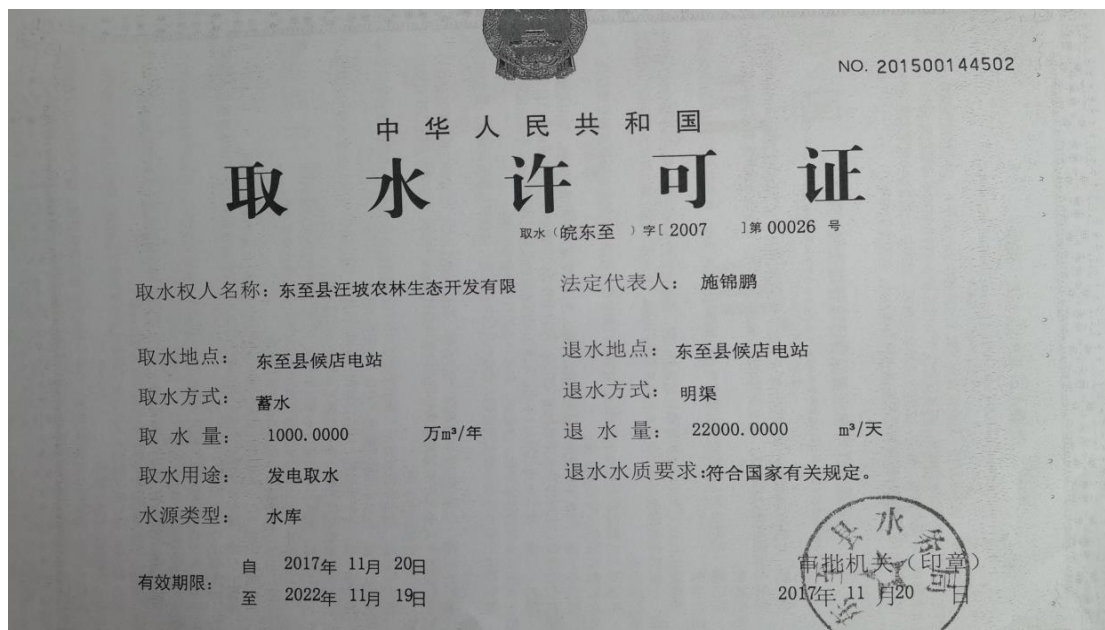 NO. 201500144502
中华人民共和国
取水许可证
取水(皖东至)字[2007]第00026号
取水权人名称：东至县汪坡农林生态开发有限 法定代表人：施锦鹏
取水地点：东至县候店电站 退水地点：东至县候店电站
取水方式：蓄水 退水方式：明渠
取水量：1000.0000 万m³/年 退水量：22000.0000 m³/天
取水用途：发电取水 退水水质要求:符合国家有关规定。
水源类型：水库
东至县水务局
有效期限：自 2017年 11月 20日
至 2022年 11月 19日
审批机关（印章）
2017年 11月20日